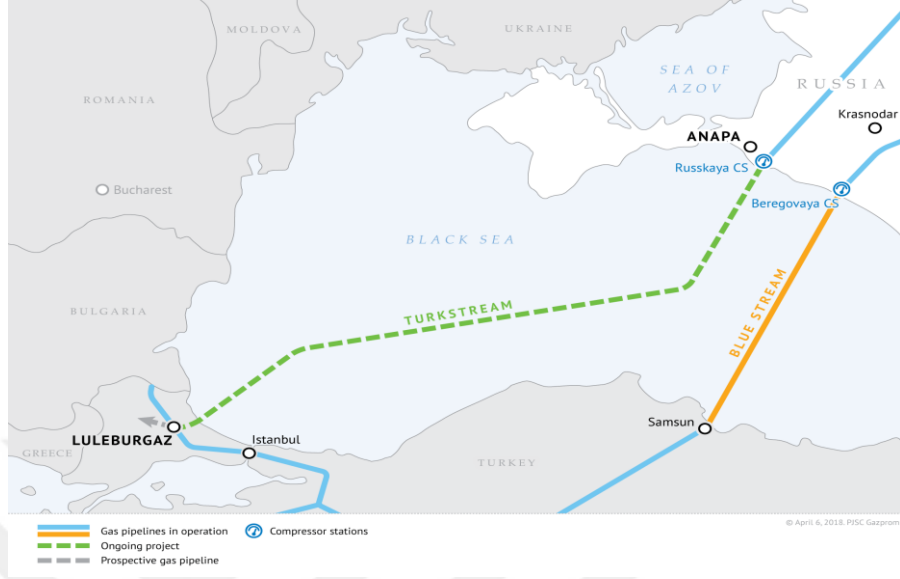 MOLDOVA
UKRAINE
SEA OF
AZOV
RUSSIA
ROMANIA
Krasnodar
ANAPA
Russkaya CS
Bucharest
Beregovaya CS
BLACK SEA
BULGARIA
TURKSTREAM
BLUE STREAM
LULEBURGAZ
Istanbul
Samsun
GREECE
TURKEY
Gas pipelines in operation
Compressor stations
© April 6, 2018. PJSC Gazprom
Ongoing project
Prospective gas pipeline